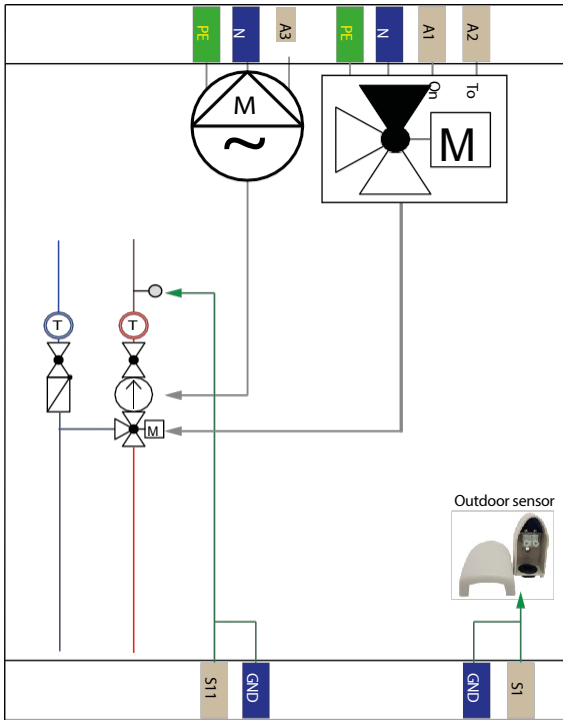 PE
N
A3
PE
N
A1
A2
On
To
M
M
T
T
M
Outdoor sensor
S11
GND
GND
S1